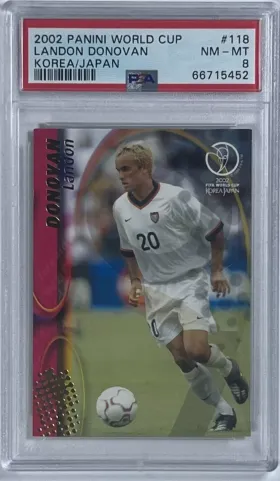 2002 PANINI WORLD CUP #118
LANDON DONOVAN NM-MT
KOREA/JAPAN 8
PSA 66715452
DONOVAN
Landon
2002
FIFA WORLD CUP
KOREA JAPAN
20
20